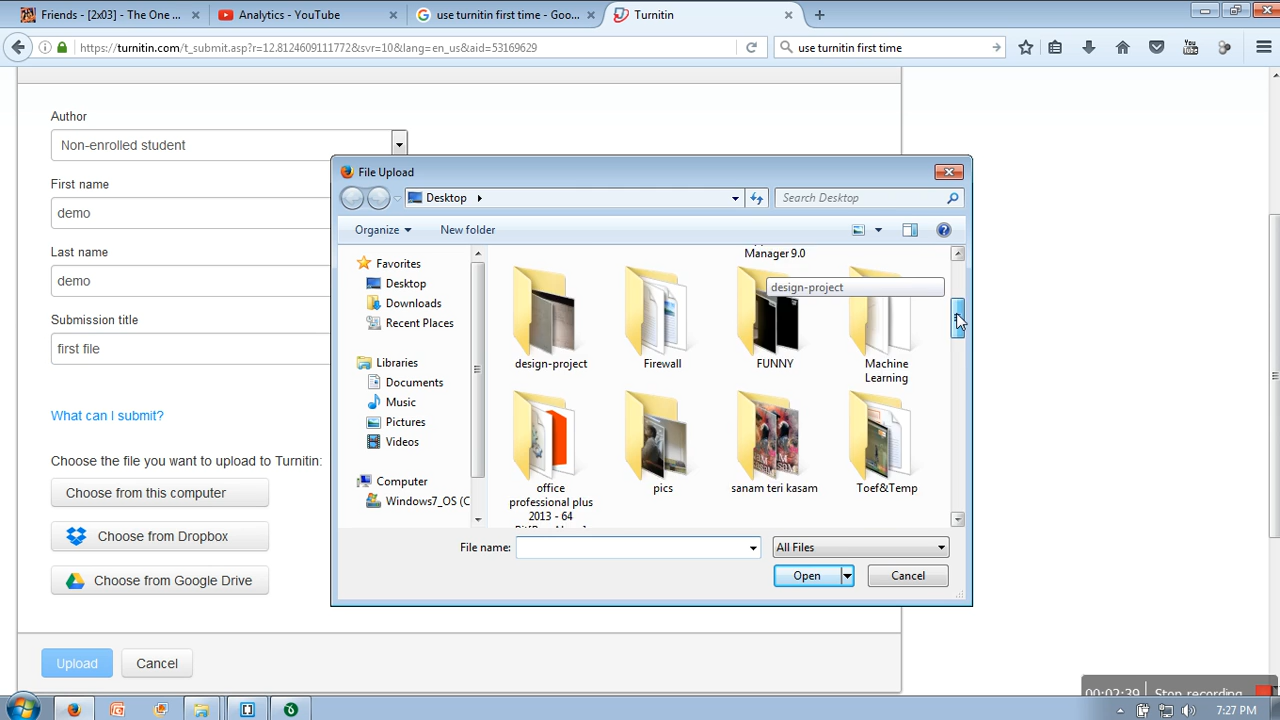 Friends - [2x03] - The One ...
Analytics - YouTube
use turnitin first time - Goo...
Turnitin
https://turnitin.com/t_submit.asp?r=12.8124609111772&svr=10&lang=en_us&aid=53169629
use turnitin first time
You
Tube
Author
Non-enrolled student
First name
demo
Last name
demo
Submission title
first file
What can I submit?
Choose the file you want to upload to Turnitin:
Choose from this computer
Choose from Dropbox
Choose from Google Drive
Upload
Cancel
File Upload
Desktop
Search Desktop
Organize
New folder
Favorites
Desktop
Downloads
Recent Places
Libraries
Documents
Music
Pictures
Videos
Computer
Windows7_OS (C
Manager 9.0
design-project
design-project
Firewall
FUNNY
Machine
Learning
office
professional plus
2013 - 64
pics
sanam teri kasam
Toef&Temp
File name:
All Files
Open
Cancel
00:02:39
Stop recording
7:27 PM